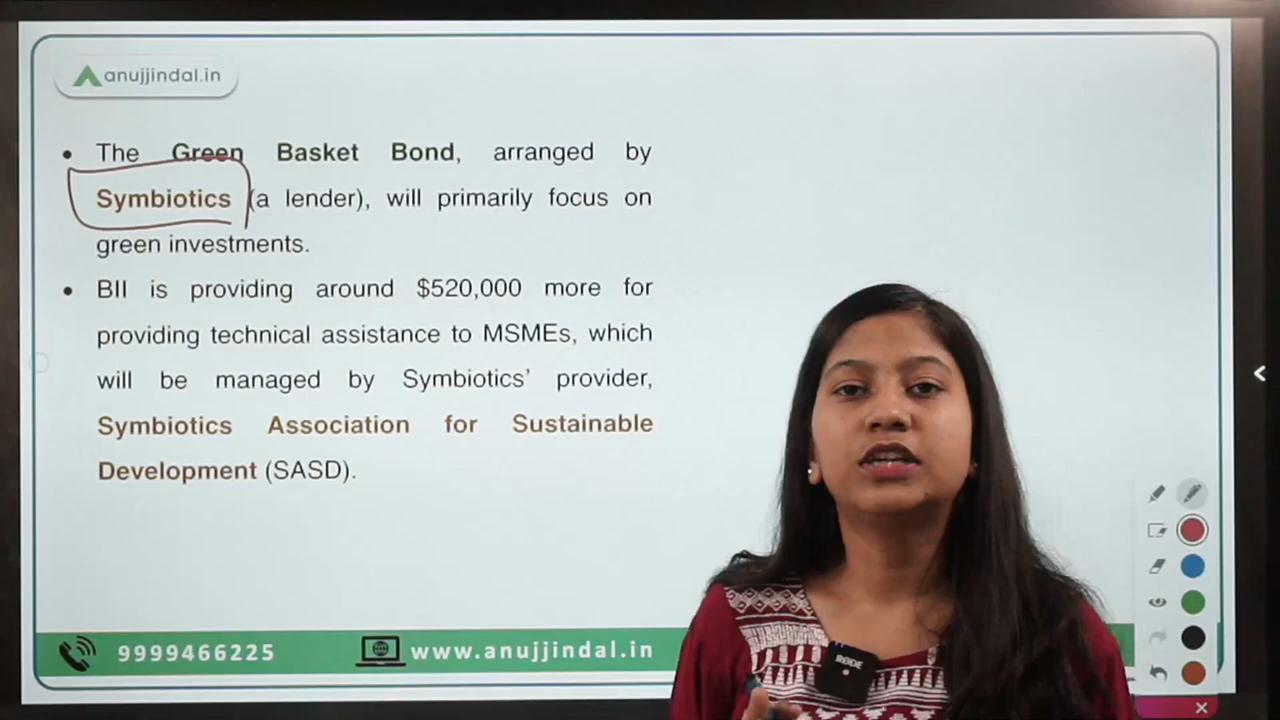 anujjindal.in
• The Green Basket Bond, arranged by
Symbiotics (a lender), will primarily focus on
green investments.
• BII is providing around $520,000 more for
providing technical assistance to MSMEs, which
will be managed by Symbiotics’ provider,
Symbiotics Association for Sustainable
Development (SASD).
RODE
9999466225
www.anujjindal.in